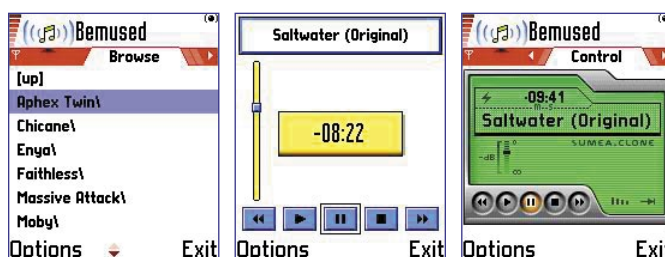 Bemused
Browse
[up]
Aphex Twin\
Chicane\
Enya\
Faithless\
Massive Attack\
Moby\
Options Exit
Saltwater (Original)
-08:22
Options Exit
Bemused
Control
-09:41
m--s
Saltwater (Original)
SUMEA.CLONE
-dB
0
∞
Options Exit